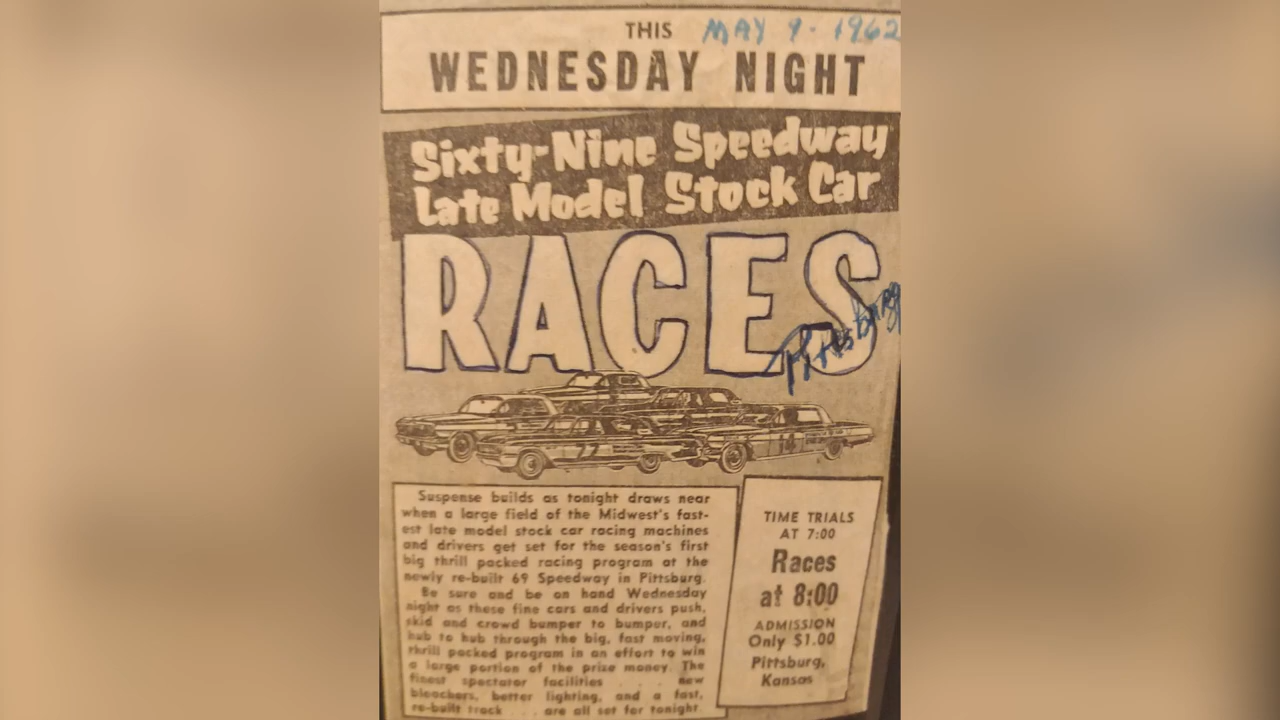 THIS MAY 9 - 1962
WEDNESDAY NIGHT
Sixty-Nine Speedway
Late Model Stock Car
RACES
Pittsburg
77
14
Suspense builds as tonight draws near
when a large field of the Midwest's fast-
est late model stock car racing machines
and drivers get set for the season's first
big thrill packed racing program at the
newly re-built 69 Speedway in Pittsburg.
Be sure and be on hand Wednesday
night as these fine cars and drivers push,
skid and crowd bumper to bumper, and
hub to hub through the big, fast moving,
thrill packed program in an effort to win
a large portion of the prize money. The
finest spectator facilities . . . . new
bleachers, better lighting, and a fast,
re-built track . . . are all set for tonight.
TIME TRIALS
AT 7:00
Races
at 8:00
ADMISSION
Only $1.00
Pittsburg,
Kansas